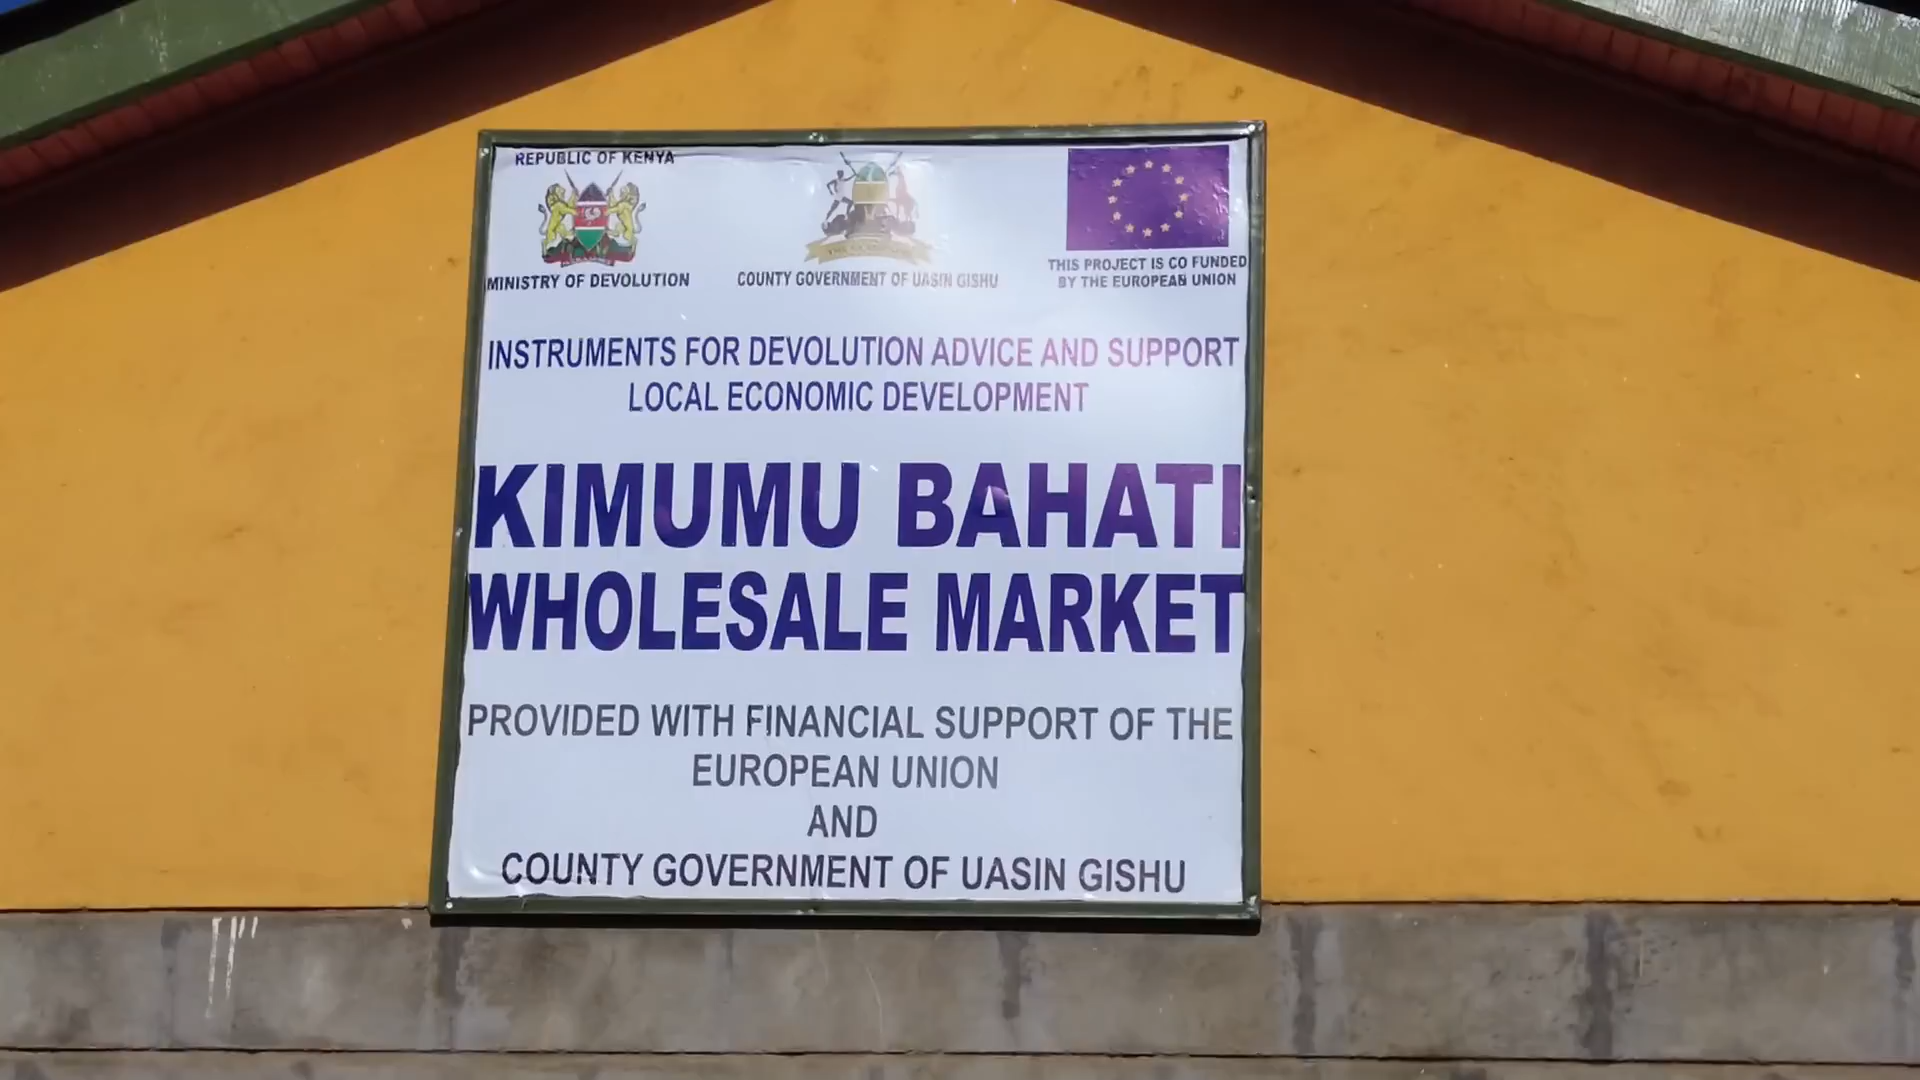 REPUBLIC OF KENYA
MINISTRY OF DEVOLUTION
COUNTY GOVERNMENT OF UASIN GISHU
THIS PROJECT IS CO FUNDED
BY THE EUROPEAN UNION
INSTRUMENTS FOR DEVOLUTION ADVICE AND SUPPORT
LOCAL ECONOMIC DEVELOPMENT
KIMUMU BAHATI
WHOLESALE MARKET
PROVIDED WITH FINANCIAL SUPPORT OF THE
EUROPEAN UNION
AND
COUNTY GOVERNMENT OF UASIN GISHU